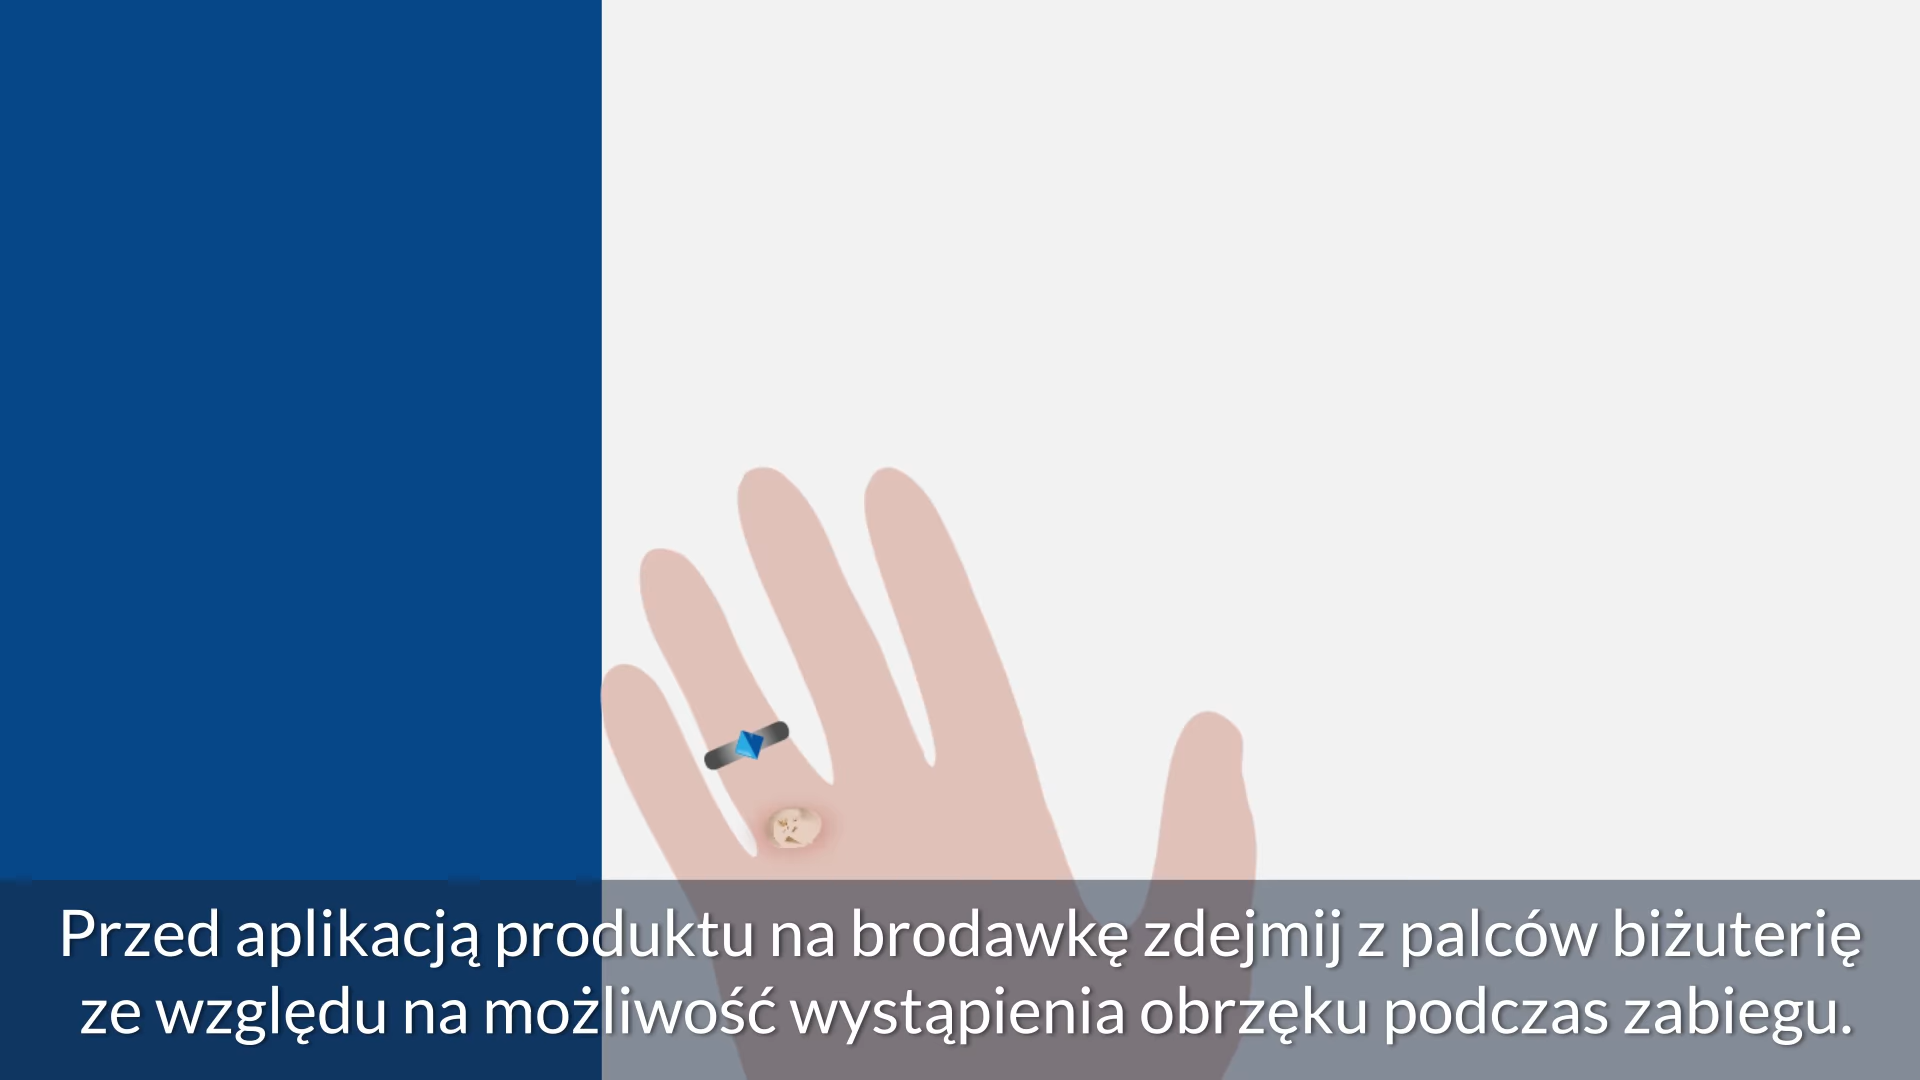 Przed aplikacją produktu na brodawkę zdejmij z palców biżuterię
ze względu na możliwość wystąpienia obrzęku podczas zabiegu.